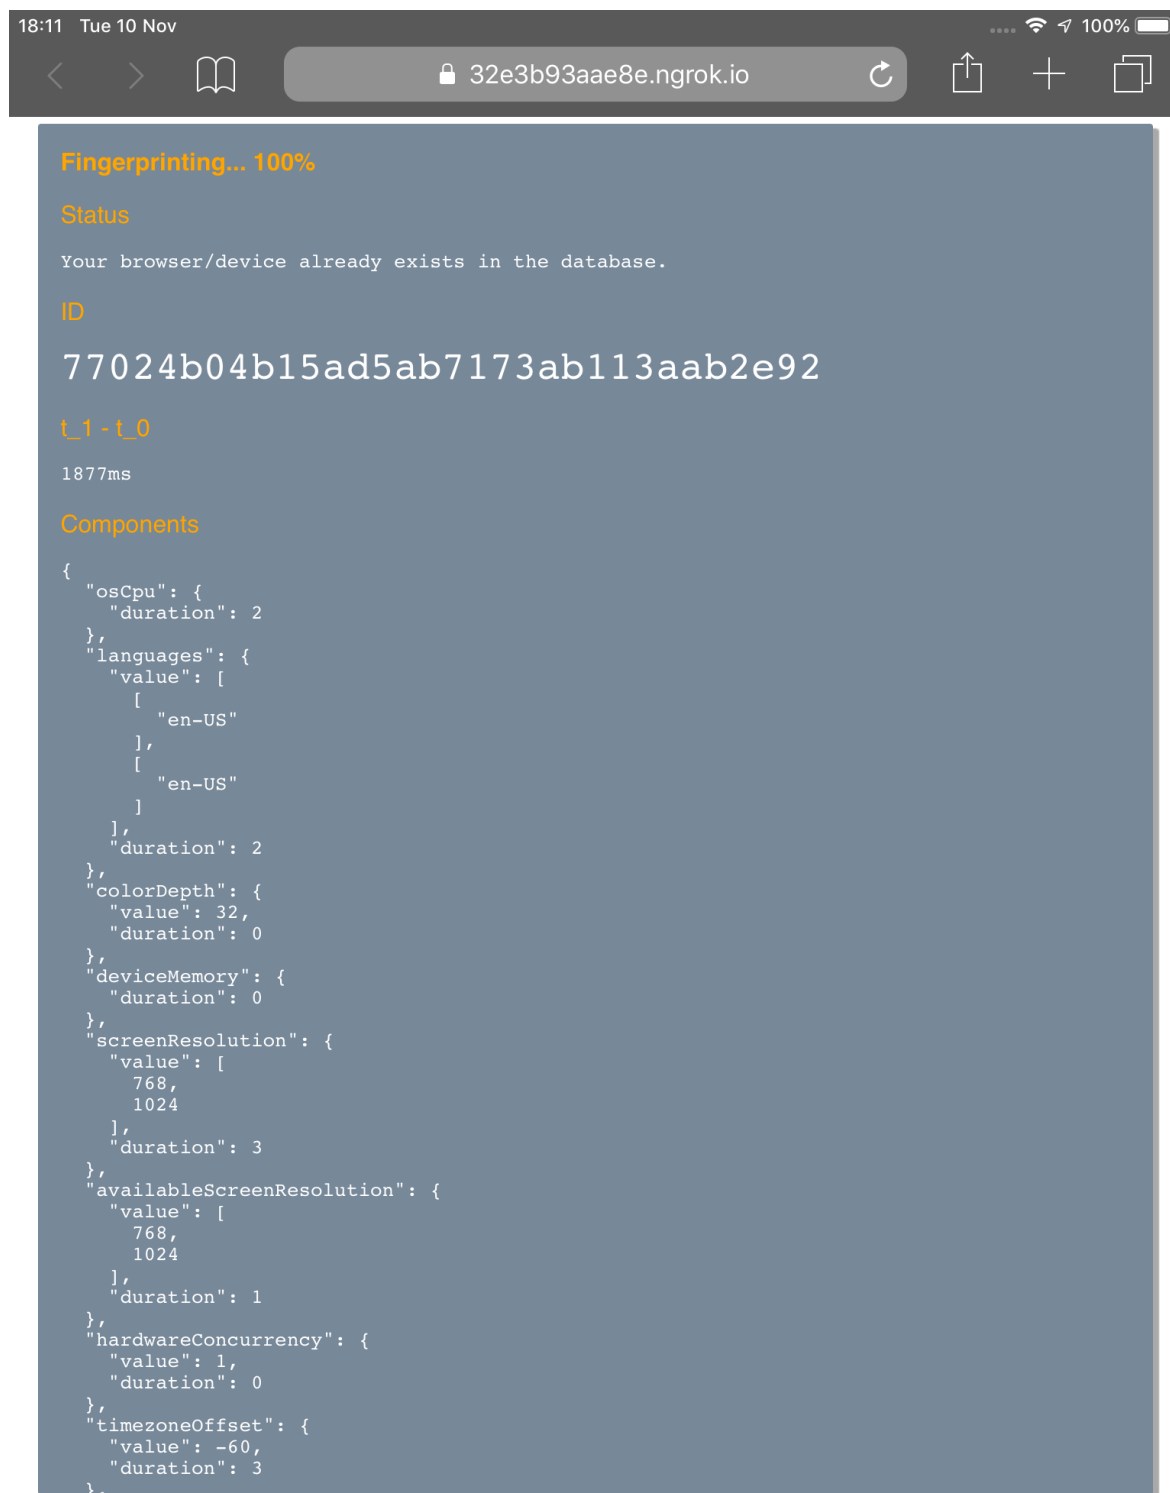 18:11 Tue 10 Nov 100%
32e3b93aae8e.ngrok.io
Fingerprinting... 100%
Status
Your browser/device already exists in the database.
ID
77024b04b15ad5ab7173ab113aab2e92
t_1 - t_0
1877ms
Components
{
  "osCpu": {
    "duration": 2
  },
  "languages": {
    "value": [
      [
        "en-US"
      ],
      [
        "en-US"
      ]
    ],
    "duration": 2
  },
  "colorDepth": {
    "value": 32,
    "duration": 0
  },
  "deviceMemory": {
    "duration": 0
  },
  "screenResolution": {
    "value": [
      768,
      1024
    ],
    "duration": 3
  },
  "availableScreenResolution": {
    "value": [
      768,
      1024
    ],
    "duration": 1
  },
  "hardwareConcurrency": {
    "value": 1,
    "duration": 0
  },
  "timezoneOffset": {
    "value": -60,
    "duration": 3
  },